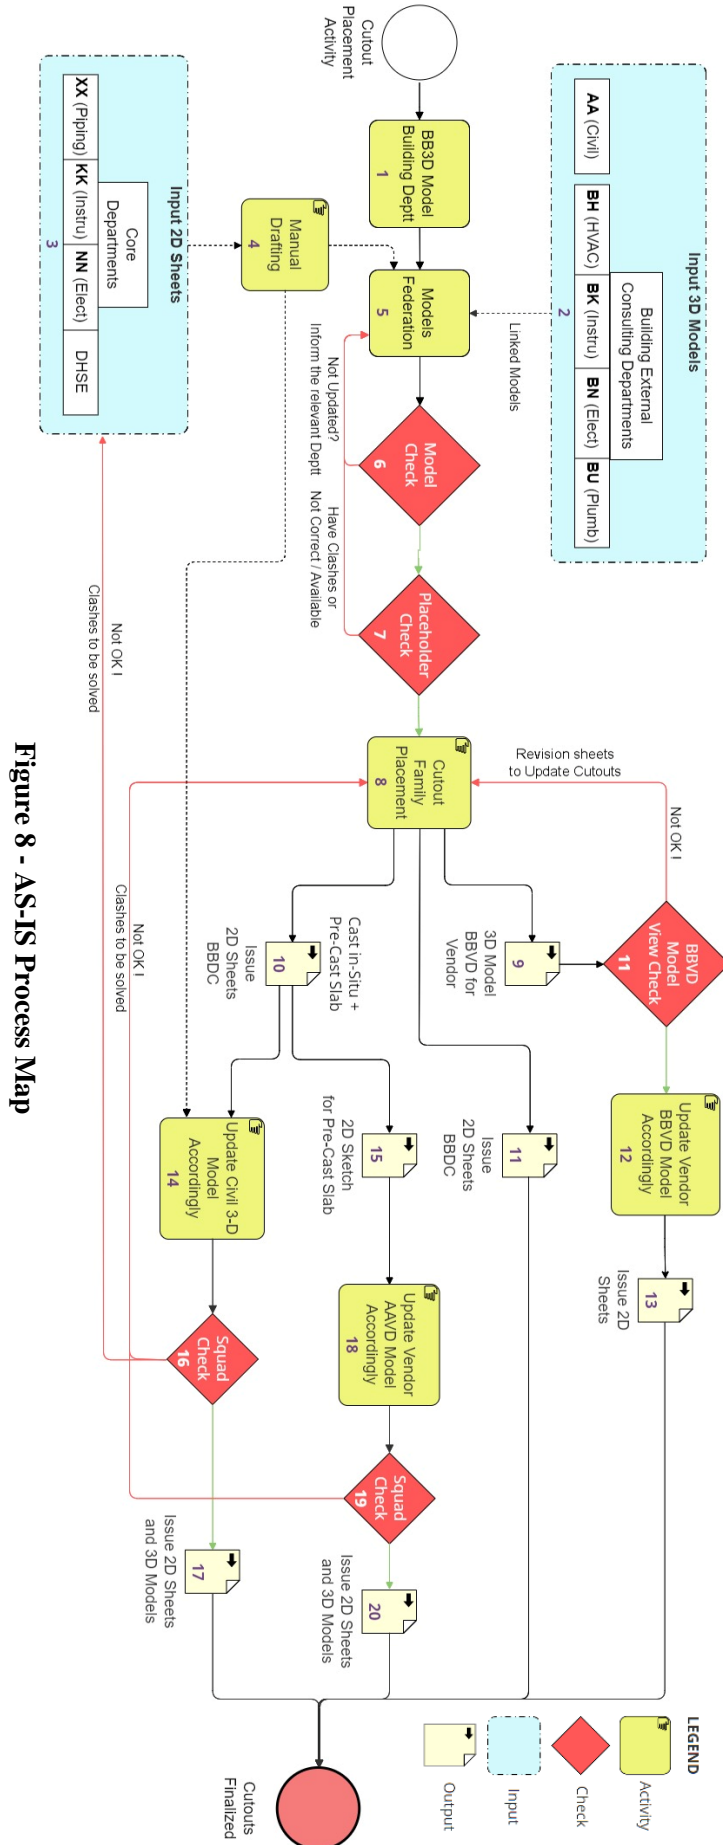 Cutout
Placement
Activity
Input 3D Models
Building External
Consulting Departments
AA (Civil)
BH (HVAC)
BK (Instru)
BN (Elect)
BU (Plumb)
2
Linked Models
BB3D Model
Building Deptt
1
Models
Federation
5
Manual
Drafting
4
Input 2D Sheets
Core
Departments
XX (Piping)
KK (Instru)
NN (Elect)
DHSE
3
Model
Check
6
Not Updated?
Inform the relevant Deptt
Placeholder
Check
7
Have Clashes or
Not Correct / Available
Cutout
Family
Placement
8
Revision sheets
to Update Cutouts
Not OK !
3D Model
BBVD for
Vendor
9
BBVD
Model
View Check
11
Update Vendor
BBVD Model
Accordingly
12
Issue 2D
Sheets
13
Issue
2D Sheets
BBDC
11
Cast in-Situ +
Pre-Cast Slab
10
Issue
2D Sheets
BBDC
2D Sketch
for Pre-Cast Slab
15
Update Vendor
AAVD Model
Accordingly
18
Squad
Check
19
Issue 2D Sheets
and 3D Models
20
Update Civil 3-D
Model
Accordingly
14
Squad
Check
16
Issue 2D Sheets
and 3D Models
17
Not OK !
Clashes to be solved
Not OK !
Clashes to be solved
Cutouts
Finalized
LEGEND
Activity
Check
Input
Output
Figure 8 - AS-IS Process Map